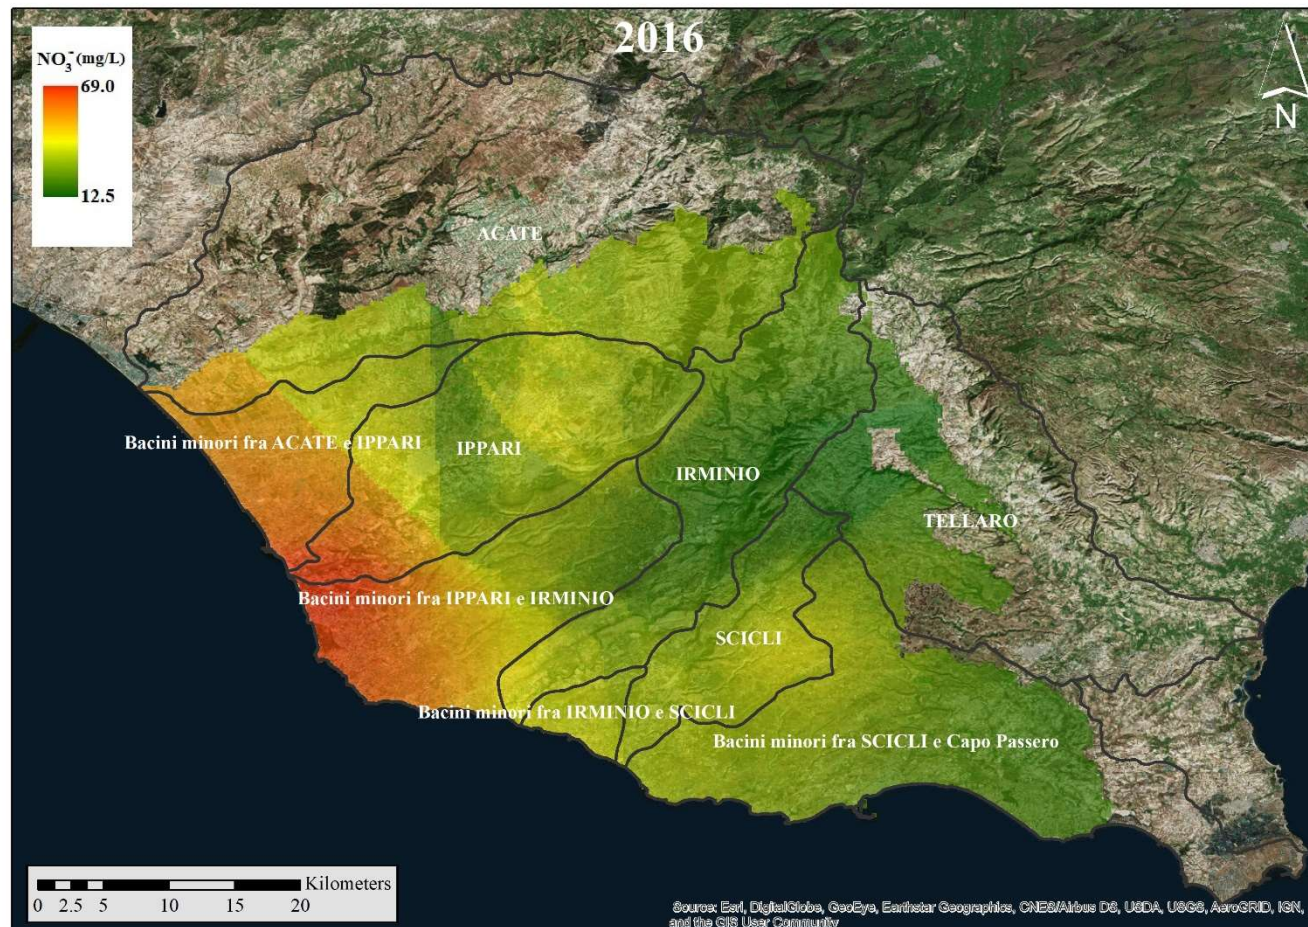 2016
NO₃⁻ (mg/L)
69.0
12.5
N
ACATE
Bacini minori fra ACATE e IPPARI
IPPARI
IRMINIO
TELLARO
Bacini minori fra IPPARI e IRMINIO
SCICLI
Bacini minori fra IRMINIO e SCICLI
Bacini minori fra SCICLI e Capo Passero
Kilometers
0 2.5 5 10 15 20
Source: Esri, DigitalGlobe, GeoEye, Earthstar Geographics, CNES/Airbus DS, USDA, USGS, AeroGRID, IGN,
and the GIS User Community